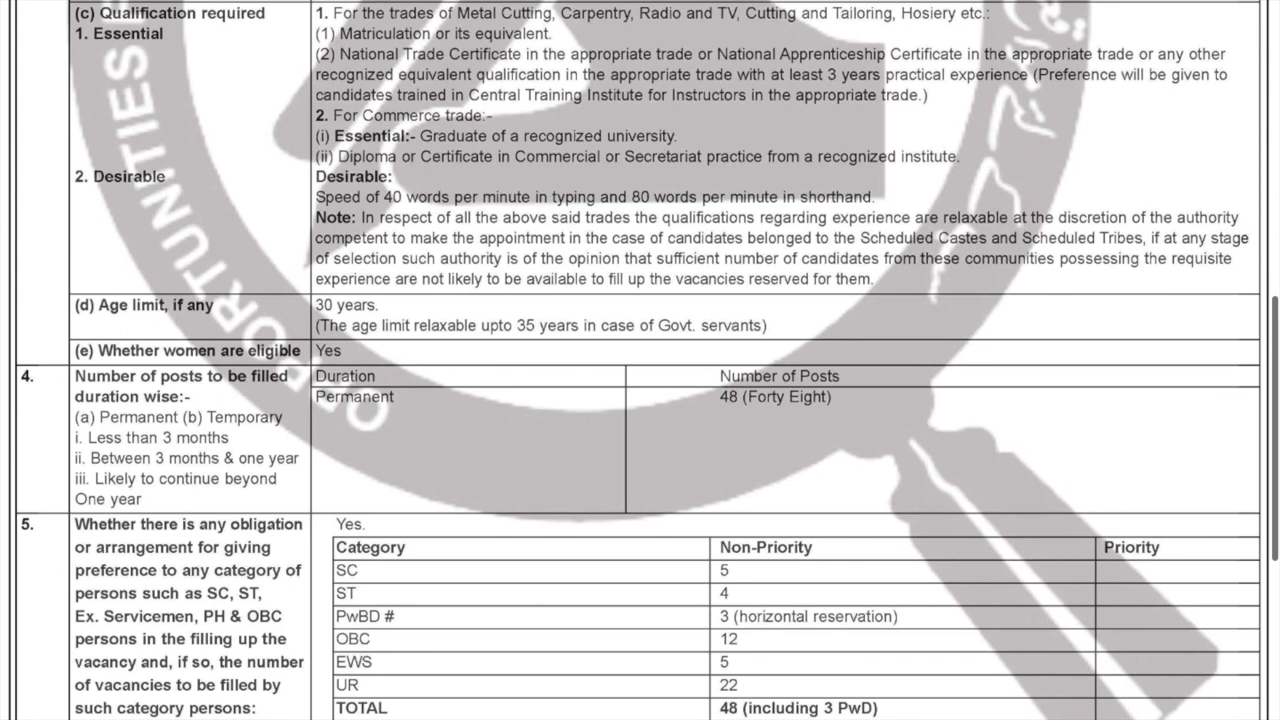 (c) Qualification required
1. Essential
1. For the trades of Metal Cutting, Carpentry, Radio and TV, Cutting and Tailoring, Hosiery etc.:
(1) Matriculation or its equivalent.
(2) National Trade Certificate in the appropriate trade or National Apprenticeship Certificate in the appropriate trade or any other
recognized equivalent qualification in the appropriate trade with at least 3 years practical experience (Preference will be given to
candidates trained in Central Training Institute for Instructors in the appropriate trade.)
2. For Commerce trade:-
(i) Essential:- Graduate of a recognized university.
(ii) Diploma or Certificate in Commercial or Secretariat practice from a recognized institute.
2. Desirable
Desirable:
Speed of 40 words per minute in typing and 80 words per minute in shorthand.
Note: In respect of all the above said trades the qualifications regarding experience are relaxable at the discretion of the authority
competent to make the appointment in the case of candidates belonged to the Scheduled Castes and Scheduled Tribes, if at any stage
of selection such authority is of the opinion that sufficient number of candidates from these communities possessing the requisite
experience are not likely to be available to fill up the vacancies reserved for them.
(d) Age limit, if any
30 years.
(The age limit relaxable upto 35 years in case of Govt. servants)
(e) Whether women are eligible
Yes
4.
Number of posts to be filled
duration wise:-
(a) Permanent (b) Temporary
i. Less than 3 months
ii. Between 3 months & one year
iii. Likely to continue beyond
One year
Duration
Number of Posts
Permanent
48 (Forty Eight)
5.
Whether there is any obligation
or arrangement for giving
preference to any category of
persons such as SC, ST,
Ex. Servicemen, PH & OBC
persons in the filling up the
vacancy and, if so, the number
of vacancies to be filled by
such category persons:
Yes.
Category Non-Priority Priority
SC 5
ST 4
PwBD # 3 (horizontal reservation)
OBC 12
EWS 5
UR 22
TOTAL 48 (including 3 PwD)
OPPORTUNITIES